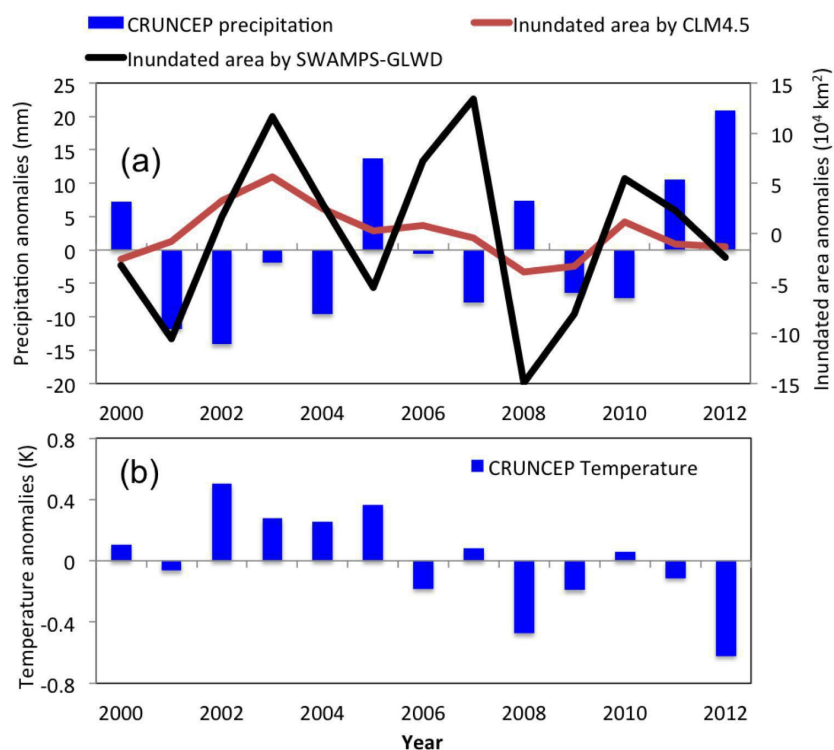 CRUNCEP precipitation Inundated area by CLM4.5
Inundated area by SWAMPS-GLWD
Precipitation anomalies (mm)
25
20
15
10
5
0
-5
-10
-15
-20
(a)
15
10
5
0
-5
-10
-15
Inundated area anomalies (10⁴ km²)
2000 2002 2004 2006 2008 2010 2012
Temperature anomalies (K)
0.8
0.4
0
-0.4
-0.8
(b)
CRUNCEP Temperature
2000 2002 2004 2006 2008 2010 2012
Year